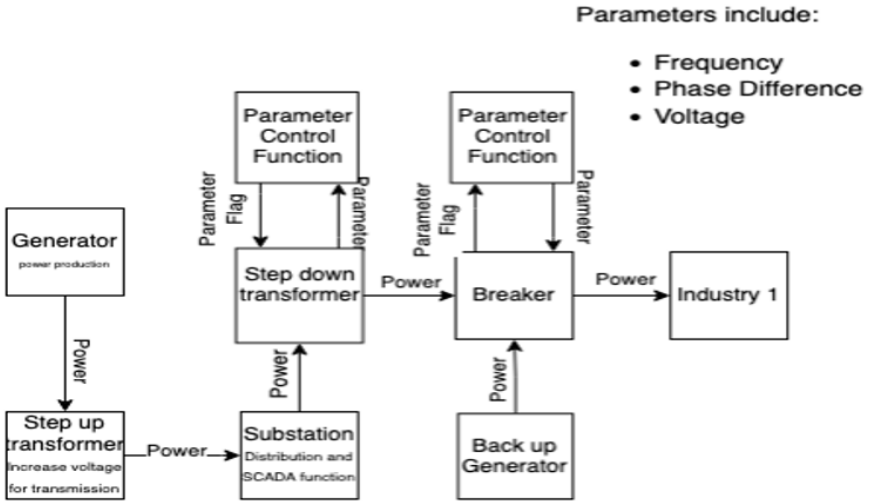 Parameters include:
• Frequency
• Phase Difference
• Voltage
Parameter
Control
Function
Parameter
Control
Function
Parameter
Flag
Parameter
Parameter
Flag
Parameter
Generator
power production
Step down
transformer
Power
Breaker
Power
Industry 1
Power
Power
Power
Step up
transformer
Increase voltage
for transmission
Power
Substation
Distribution and
SCADA function
Back up
Generator